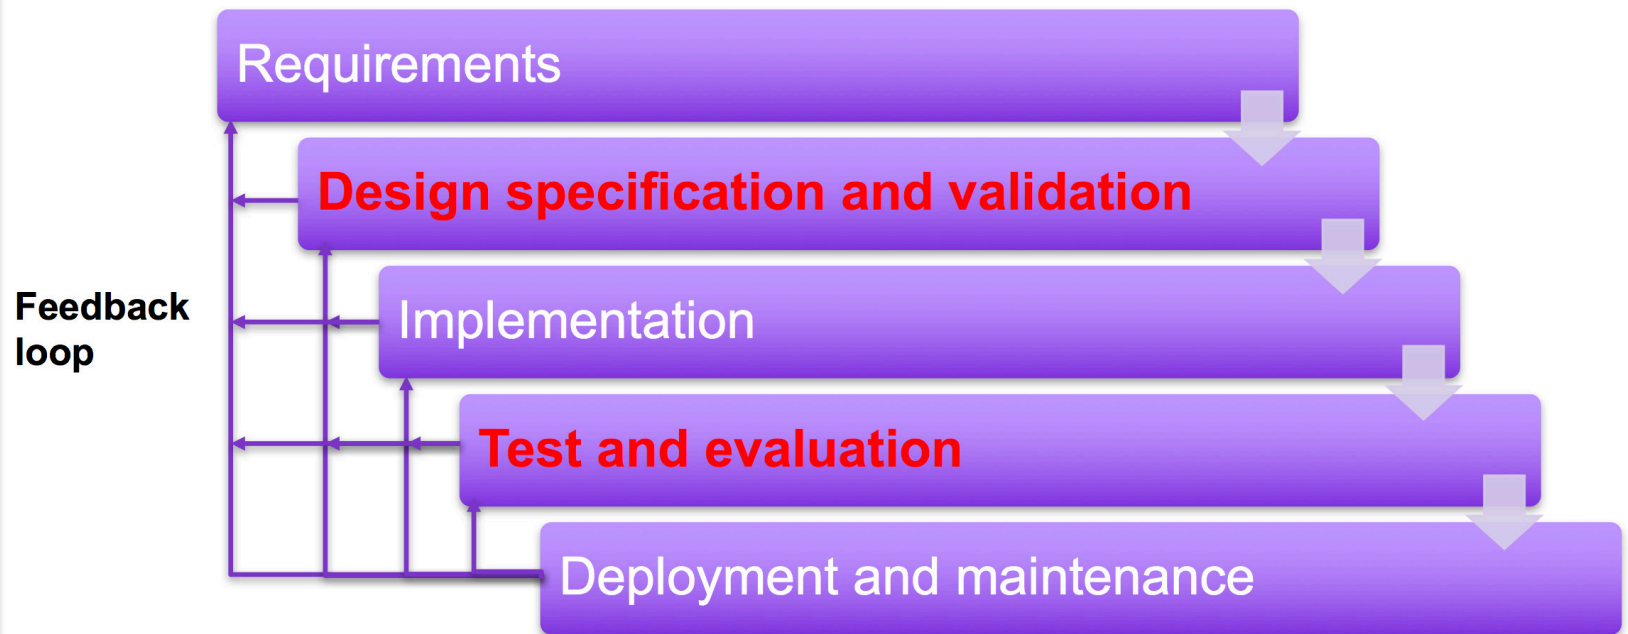 Requirements
Design specification and validation
Feedback
loop
Implementation
Test and evaluation
Deployment and maintenance